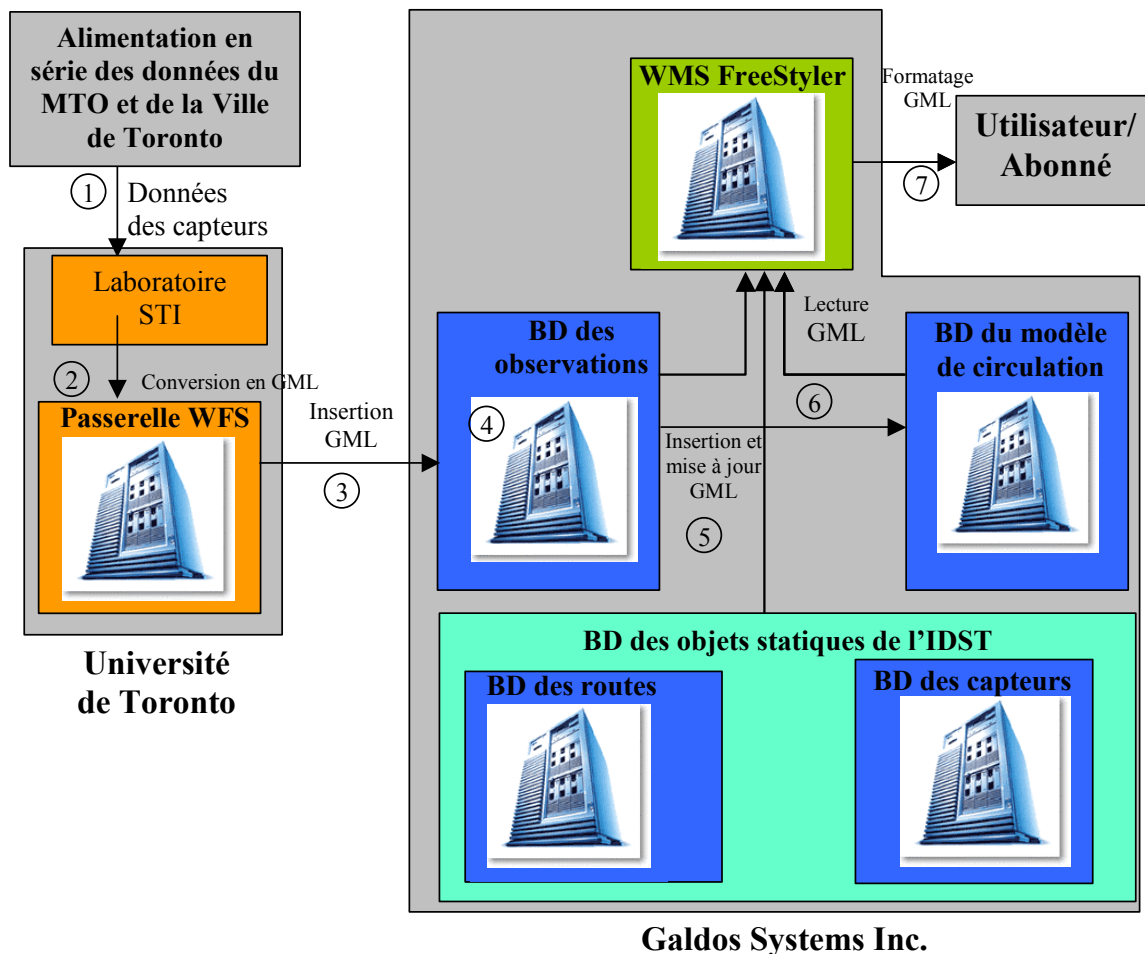 Alimentation en
série des données du
MTO et de la Ville
de Toronto
1
Données
des capteurs
Laboratoire
STI
2
Conversion en GML
Passerelle WFS
Université
de Toronto
Insertion
GML
3
WMS FreeStyler
Formatage
GML
7
Utilisateur/
Abonné
Lecture
GML
6
BD des
observations
4
Insertion et
mise à jour
GML
5
BD du modèle
de circulation
BD des objets statiques de l’IDST
BD des routes
BD des capteurs
Galdos Systems Inc.